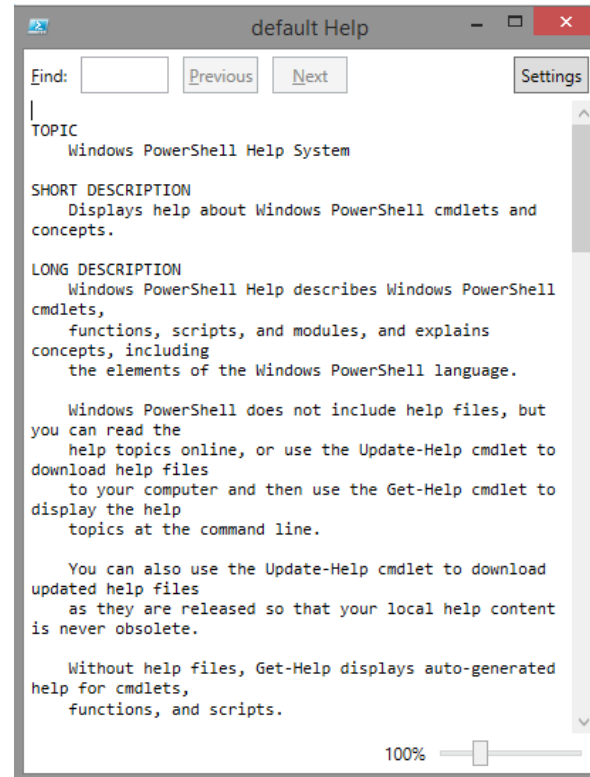 default Help
Find: Previous Next Settings
TOPIC
Windows PowerShell Help System
SHORT DESCRIPTION
Displays help about Windows PowerShell cmdlets and
concepts.
LONG DESCRIPTION
Windows PowerShell Help describes Windows PowerShell
cmdlets,
functions, scripts, and modules, and explains
concepts, including
the elements of the Windows PowerShell language.
Windows PowerShell does not include help files, but
you can read the
help topics online, or use the Update-Help cmdlet to
download help files
to your computer and then use the Get-Help cmdlet to
display the help
topics at the command line.
You can also use the Update-Help cmdlet to download
updated help files
as they are released so that your local help content
is never obsolete.
Without help files, Get-Help displays auto-generated
help for cmdlets,
functions, and scripts.
100%